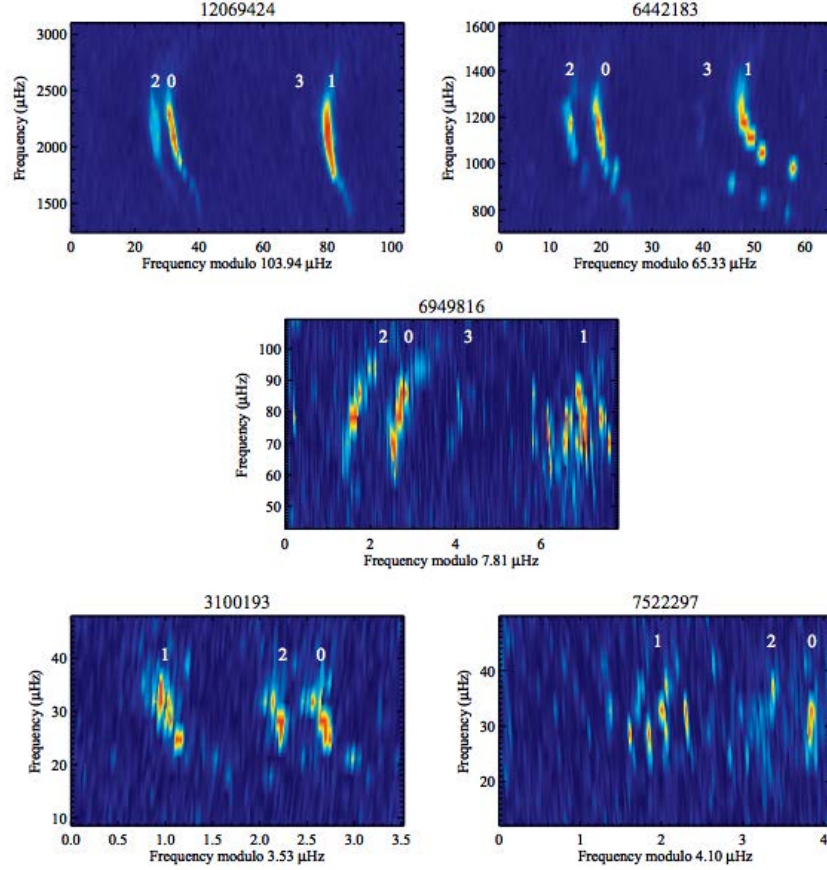 12069424
3000
2500
2000
1500
Frequency (μHz)
2 0 3 1
0 20 40 60 80 100
Frequency modulo 103.94 μHz
6442183
1600
1400
1200
1000
800
Frequency (μHz)
2 0 3 1
0 10 20 30 40 50 60
Frequency modulo 65.33 μHz
6949816
100
90
80
70
60
50
Frequency (μHz)
2 0 3 1
0 2 4 6
Frequency modulo 7.81 μHz
3100193
40
30
20
10
Frequency (μHz)
1 2 0
0.0 0.5 1.0 1.5 2.0 2.5 3.0 3.5
Frequency modulo 3.53 μHz
7522297
40
30
20
Frequency (μHz)
1 2 0
0 1 2 3 4
Frequency modulo 4.10 μHz